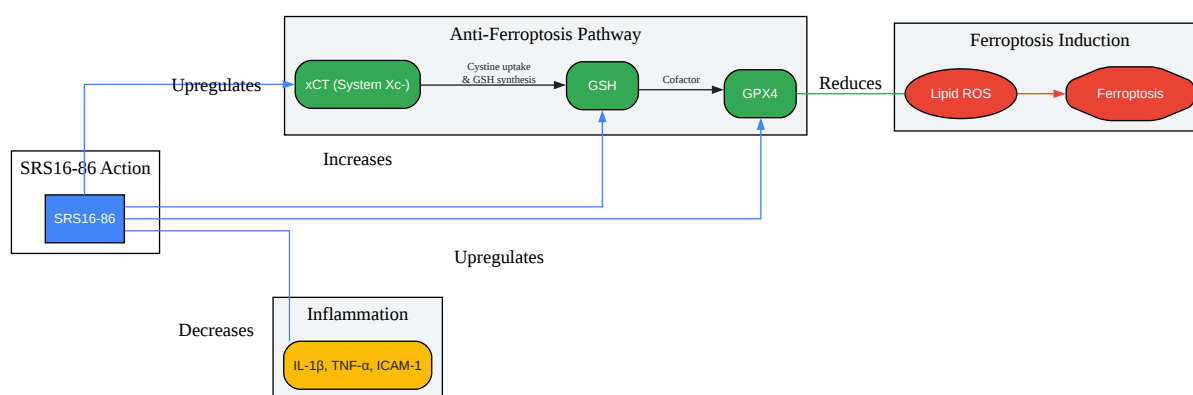 Anti-Ferroptosis Pathway
Ferroptosis Induction
Cystine uptake
& GSH synthesis
Upregulates
xCT (System Xc-)
GSH
Cofactor
GPX4
Reduces
Lipid ROS
Ferroptosis
Increases
SRS16-86 Action
SRS16-86
Upregulates
Inflammation
Decreases
IL-1β, TNF-α, ICAM-1